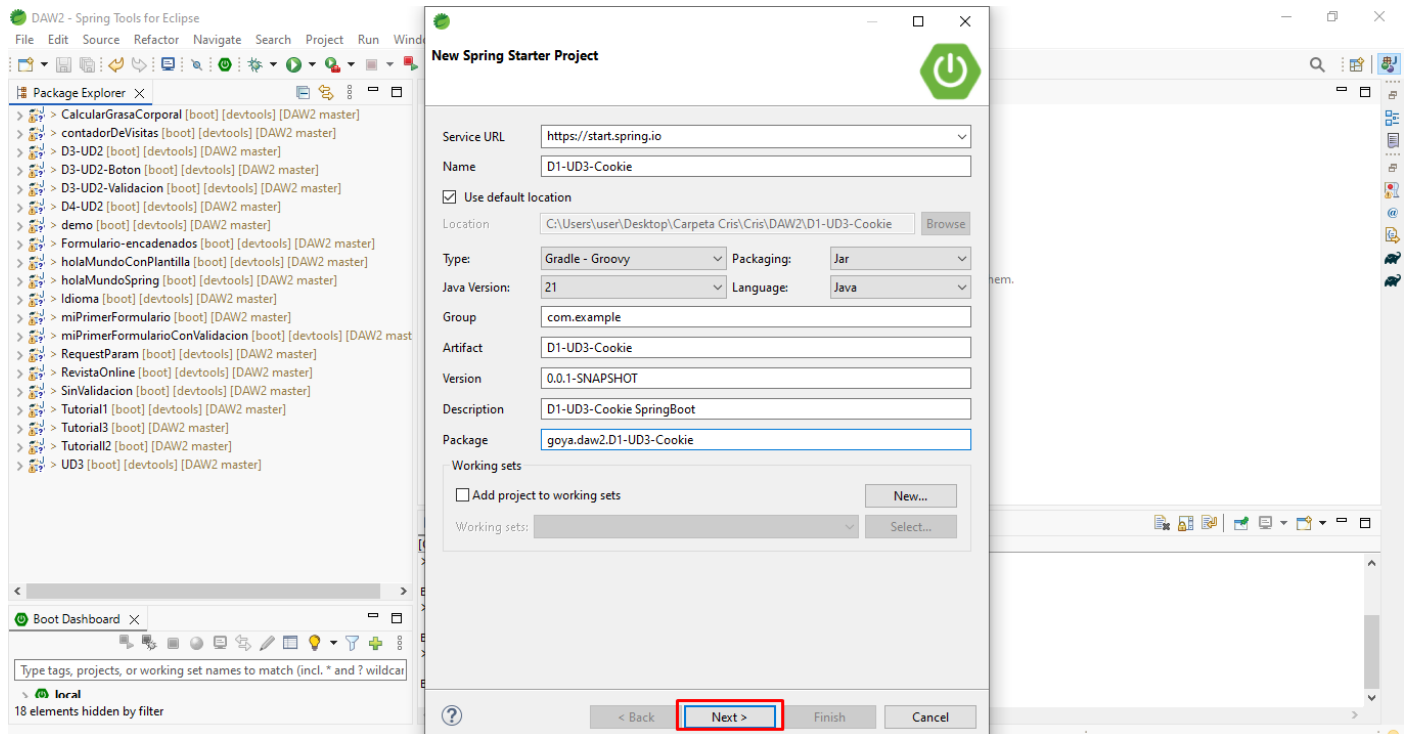 DAW2 - Spring Tools for Eclipse
File Edit Source Refactor Navigate Search Project Run
Package Explorer
> CalcularGrasaCorporal [boot] [devtools] [DAW2 master]
> contadorDeVisitas [boot] [devtools] [DAW2 master]
> D3-UD2 [boot] [devtools] [DAW2 master]
> D3-UD2-Boton [boot] [devtools] [DAW2 master]
> D3-UD2-Validacion [boot] [devtools] [DAW2 master]
> D4-UD2 [boot] [devtools] [DAW2 master]
> demo [boot] [devtools] [DAW2 master]
> Formulario-encadenados [boot] [devtools] [DAW2 master]
> holaMundoConPlantilla [boot] [devtools] [DAW2 master]
> holaMundoSpring [boot] [devtools] [DAW2 master]
> Idioma [boot] [devtools] [DAW2 master]
> miPrimerFormulario [boot] [DAW2 master]
> miPrimerFormularioConValidacion [boot] [devtools] [DAW2 mast
> RequestParam [boot] [DAW2 master]
> RevistaOnline [boot] [devtools] [DAW2 master]
> SinValidacion [boot] [devtools] [DAW2 master]
> Tutorial1 [boot] [devtools] [DAW2 master]
> Tutorial3 [boot] [DAW2 master]
> Tutorial2 [boot] [DAW2 master]
> UD3 [boot] [devtools] [DAW2 master]
Boot Dashboard
Type tags, projects, or working set names to match (incl. * and ? wildcar
local
18 elements hidden by filter
New Spring Starter Project
Service URL https://start.spring.io
Name D1-UD3-Cookie
Use default location
Location C:\Users\user\Desktop\Carpeta Cris\Cris\DAW2\D1-UD3-Cookie Browse
Type: Gradle - Groovy Packaging: Jar
Java Version: 21 Language: Java
Group com.example
Artifact D1-UD3-Cookie
Version 0.0.1-SNAPSHOT
Description D1-UD3-Cookie SpringBoot
Package goya.daw2.D1-UD3-Cookie
Working sets
Add project to working sets New...
Working sets: Select...
< Back Next > Finish Cancel